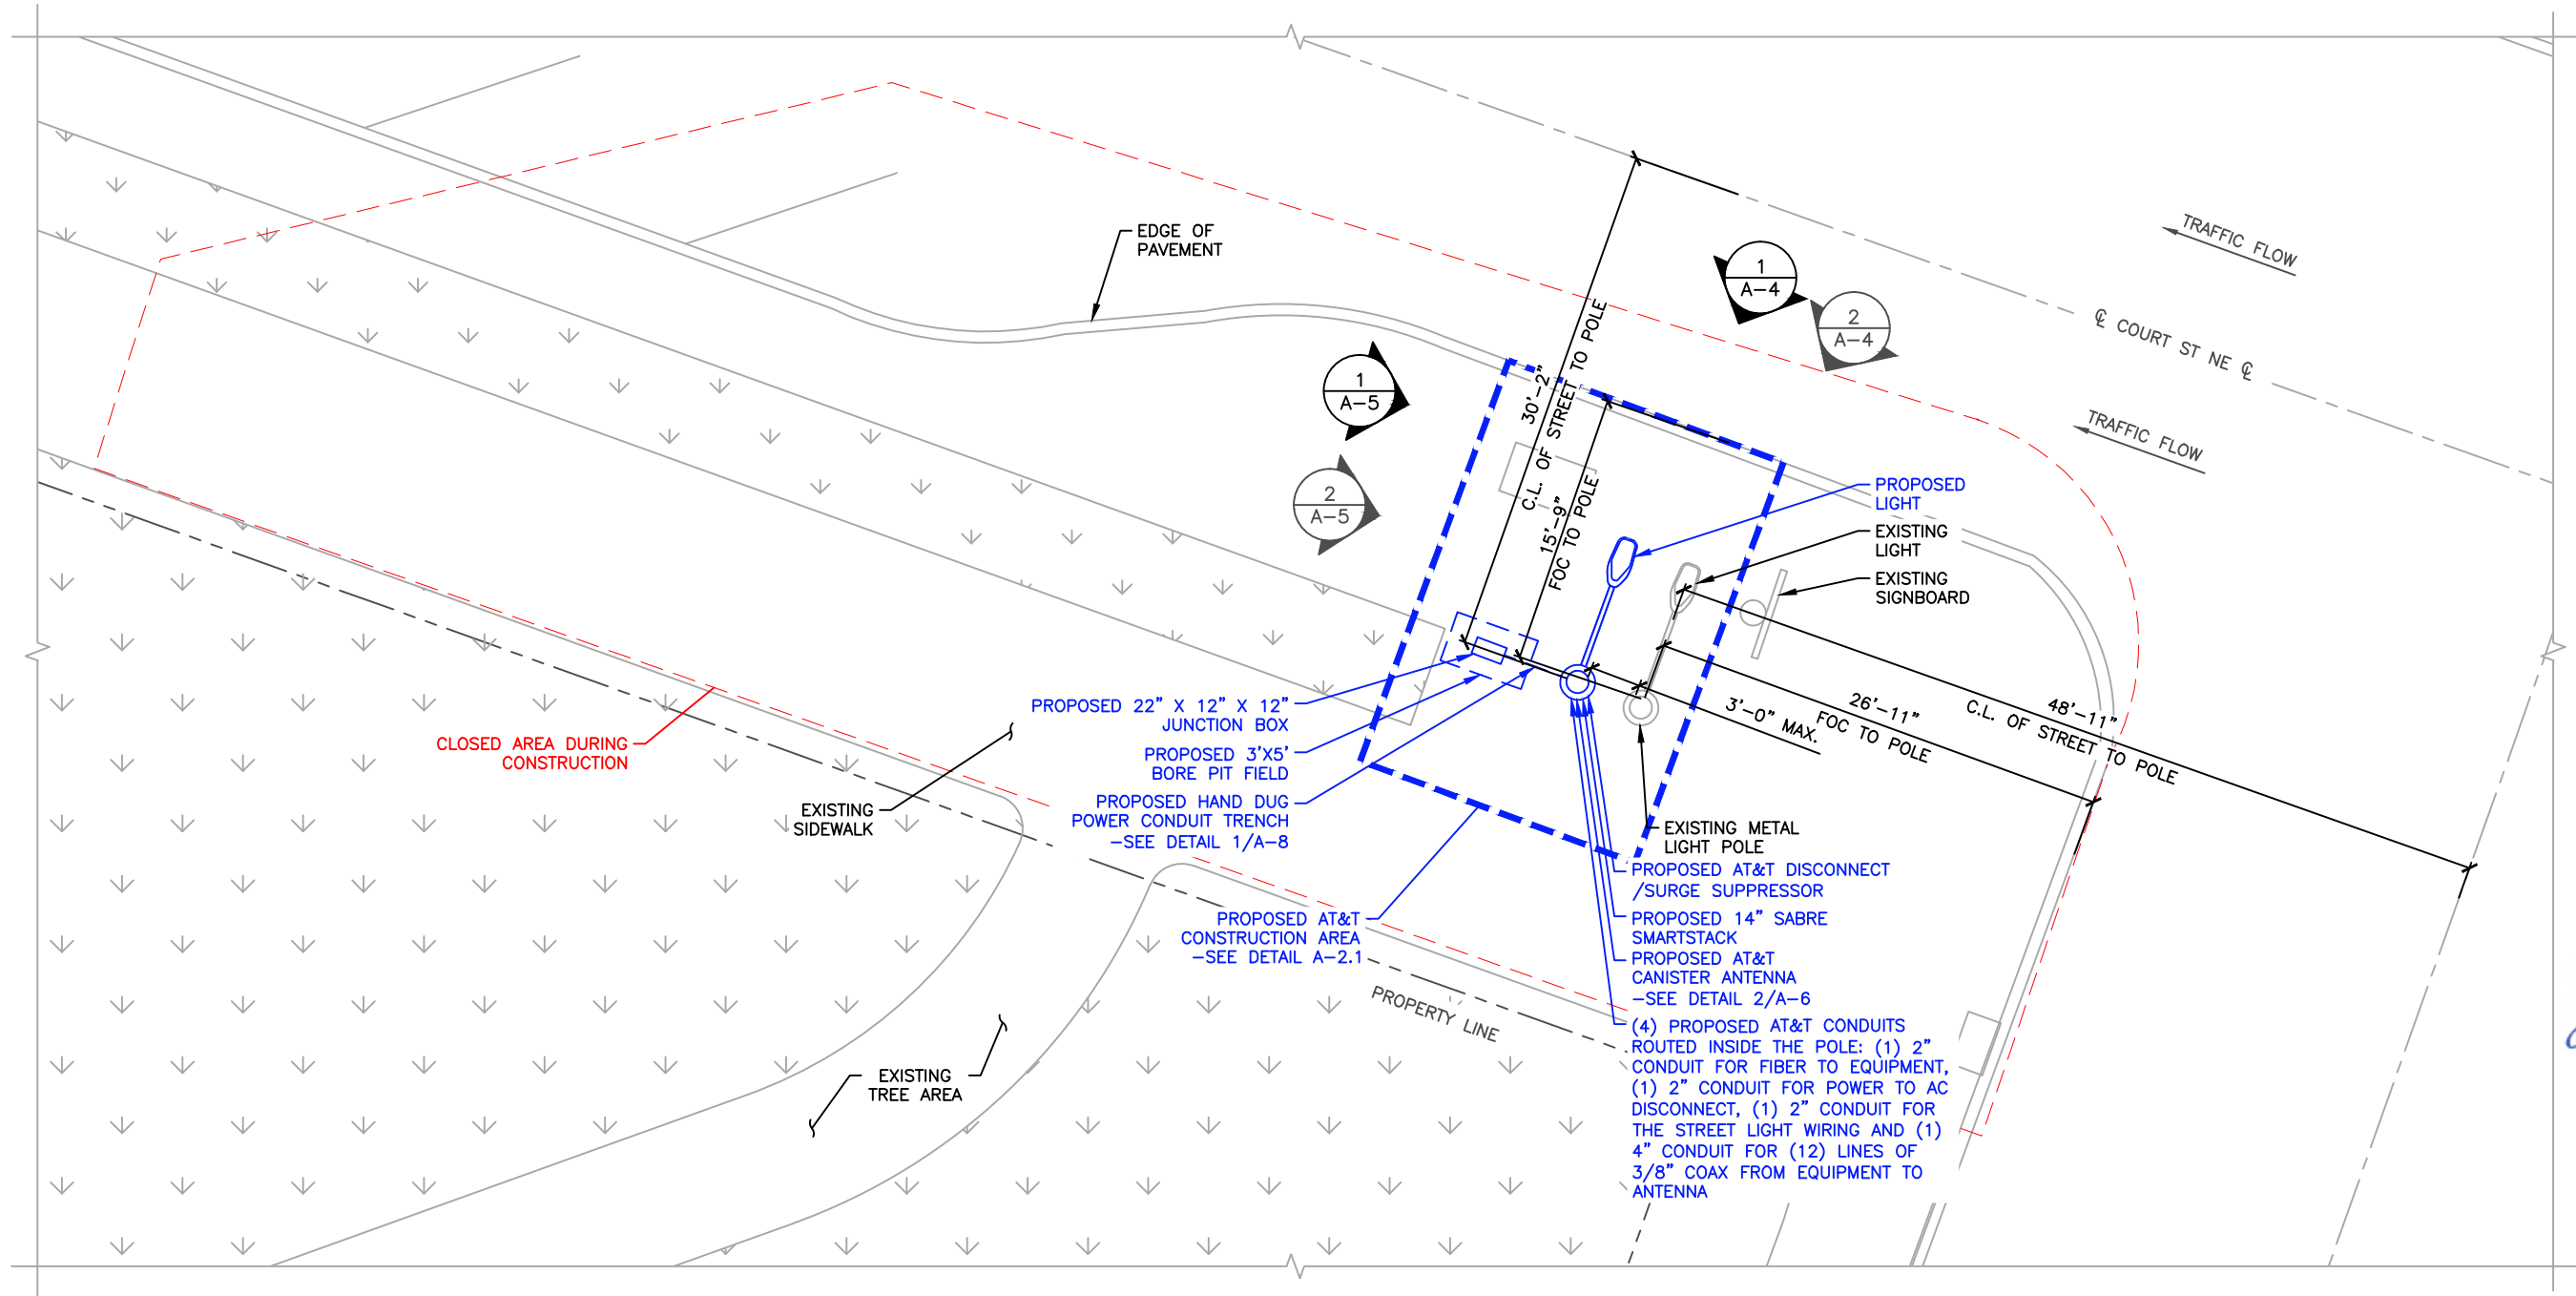 TRAFFIC FLOW
EDGE OF
PAVEMENT
1
A-4
2
A-4
℄ COURT ST NE ℄
30'-2"
C.L. OF STREET TO POLE
1
A-5
2
A-5
TRAFFIC FLOW
15'-9"
FOC TO POLE
PROPOSED
LIGHT
EXISTING
LIGHT
EXISTING
SIGNBOARD
PROPOSED 22" X 12" X 12"
JUNCTION BOX
PROPOSED 3'X5'
BORE PIT FIELD
PROPOSED HAND DUG
POWER CONDUIT TRENCH
-SEE DETAIL 1/A-8
3'-0" MAX.
26'-11"
FOC TO POLE
48'-11"
C.L. OF STREET TO POLE
CLOSED AREA DURING
CONSTRUCTION
EXISTING
SIDEWALK
EXISTING METAL
LIGHT POLE
PROPOSED AT&T DISCONNECT
/SURGE SUPPRESSOR
PROPOSED 14" SABRE
SMARTSTACK
PROPOSED AT&T
CANISTER ANTENNA
-SEE DETAIL 2/A-6
(4) PROPOSED AT&T CONDUITS
ROUTED INSIDE THE POLE: (1) 2"
CONDUIT FOR FIBER TO EQUIPMENT,
(1) 2" CONDUIT FOR POWER TO AC
DISCONNECT, (1) 2" CONDUIT FOR
THE STREET LIGHT WIRING AND (1)
4" CONDUIT FOR (12) LINES OF
3/8" COAX FROM EQUIPMENT TO
ANTENNA
PROPOSED AT&T
CONSTRUCTION AREA
-SEE DETAIL A-2.1
PROPERTY LINE
EXISTING
TREE AREA